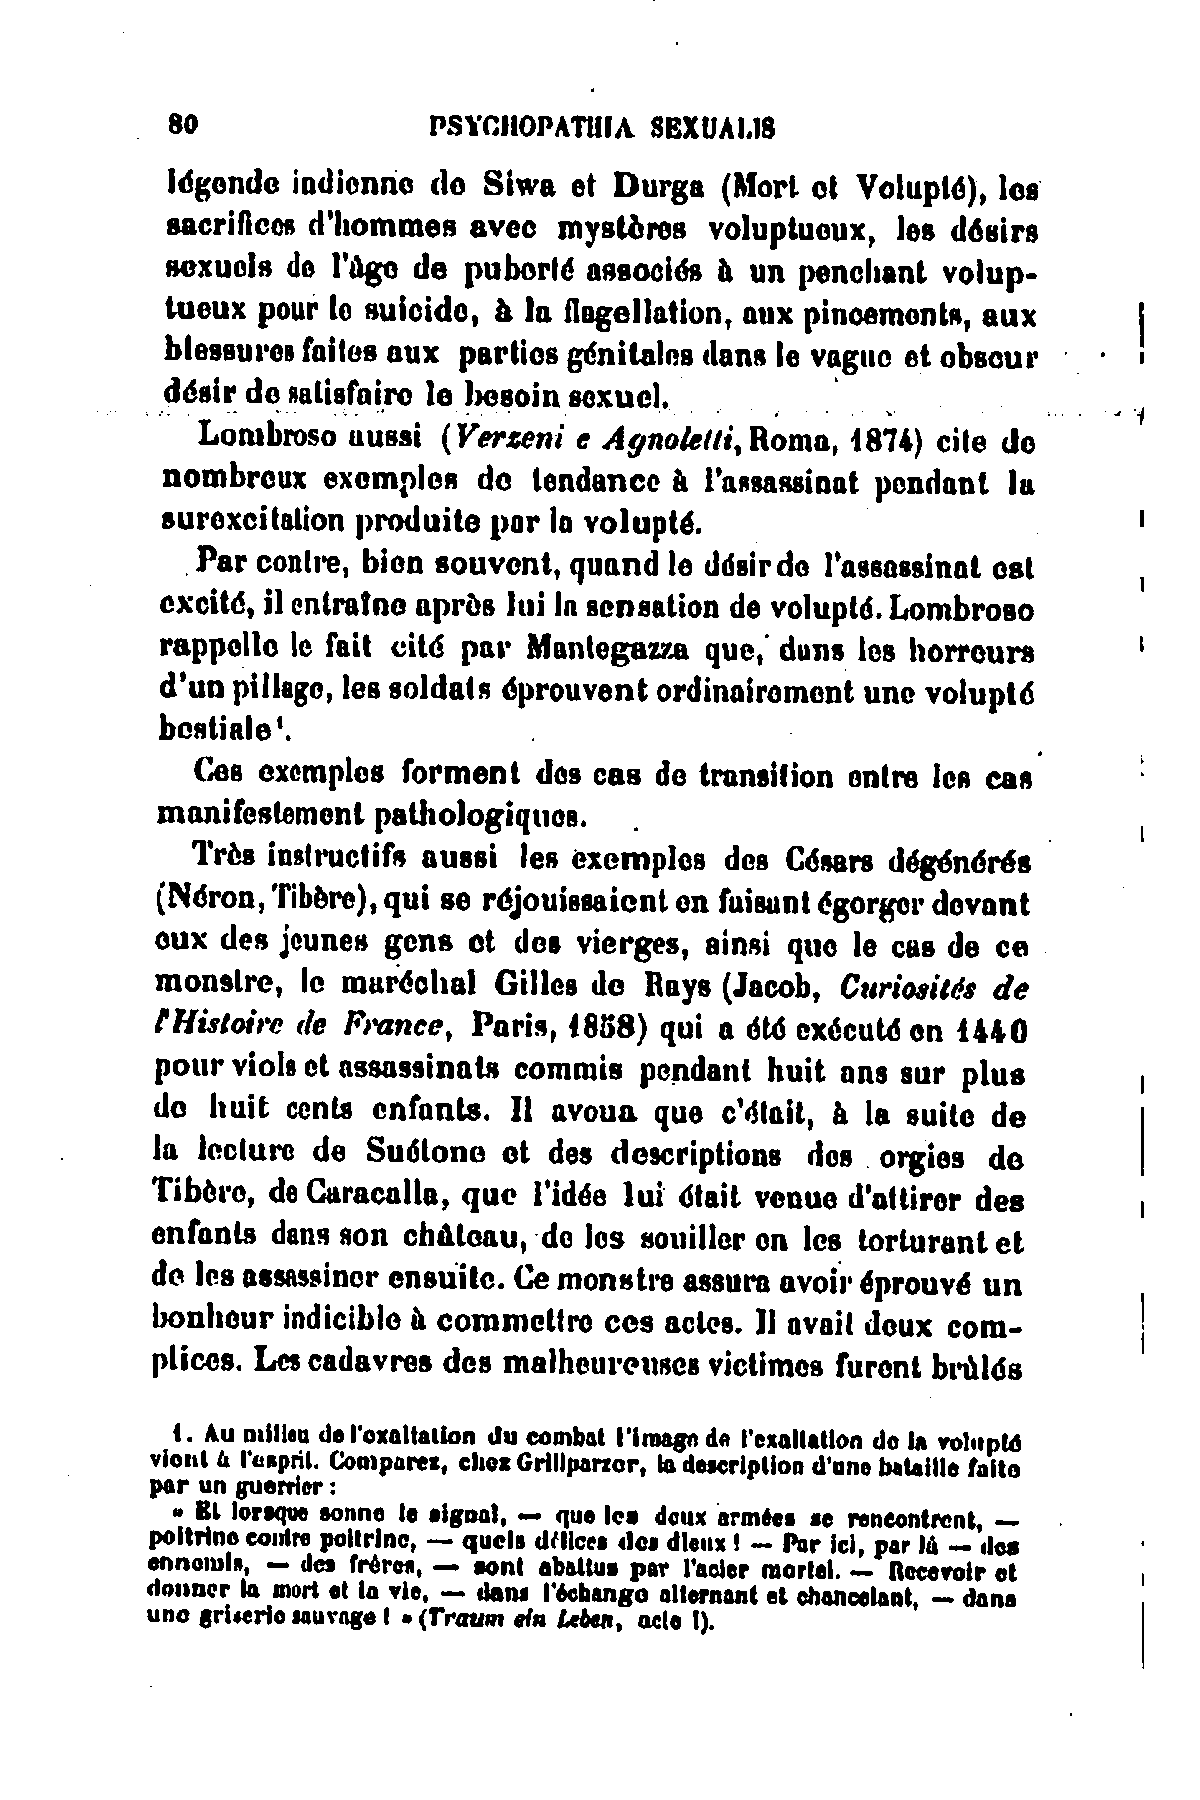 80 PSYCHOPATHIA SEXUALIS
légende indienne de Siwa et Durga (Mort et Volupté), les
sacrifices d'hommes avec mystères voluptueux, les désirs
sexuels de l'âge de puberté associés à un penchant volup-
tueux pour le suicide, à la flagellation, aux pincements, aux
blessures faites aux parties génitales dans le vague et obscur
désir de satisfaire le besoin sexuel.
Lombroso aussi (Verzeni e Agnoletti, Roma, 1874) cite de
nombreux exemples de tendance à l'assassinat pendant la
surexcitation produite par la volupté.
Par contre, bien souvent, quand le désir de l'assassinat est
excité, il entraîne après lui la sensation de volupté. Lombroso
rappelle le fait cité par Mantegazza que, dans les horreurs
d'un pillage, les soldats éprouvent ordinairement une volupté
bestiale¹.
Ces exemples forment des cas de transition entre les cas
manifestement pathologiques.
Très instructifs aussi les exemples des Césars dégénérés
(Néron, Tibère), qui se réjouissaient en faisant égorger devant
eux des jeunes gens et des vierges, ainsi que le cas de ce
monstre, le maréchal Gilles de Rays (Jacob, Curiosités de
l'Histoire de France, Paris, 1858) qui a été exécuté en 1440
pour viols et assassinats commis pendant huit ans sur plus
de huit cents enfants. Il avoua que c'était, à la suite de
la lecture de Suétone et des descriptions des orgies de
Tibère, de Caracalla, que l'idée lui était venue d'attirer des
enfants dans son château, de les souiller en les torturant et
de les assassiner ensuite. Ce monstre assura avoir éprouvé un
bonheur indicible à commettre ces actes. Il avait deux com-
plices. Les cadavres des malheureuses victimes furent brûlés
1. Au milieu de l'exaltation du combat l'image de l'exaltation de la volupté
vient à l'esprit. Comparez, chez Grillparzer, la description d'une bataille faite
par un guerrier :
« Et lorsque sonne le signal, — que les deux armées se rencontrent, —
poitrine contre poitrine, — quels délices des dieux ! — Par ici, par là — des
ennemis, — des frères, — sont abattus par l'acier mortel. — Recevoir et
donner la mort et la vie, — dans l'échange alternant et chancelant, — dans
une griserie sauvage ! » (Traum ein Leben, acte I).